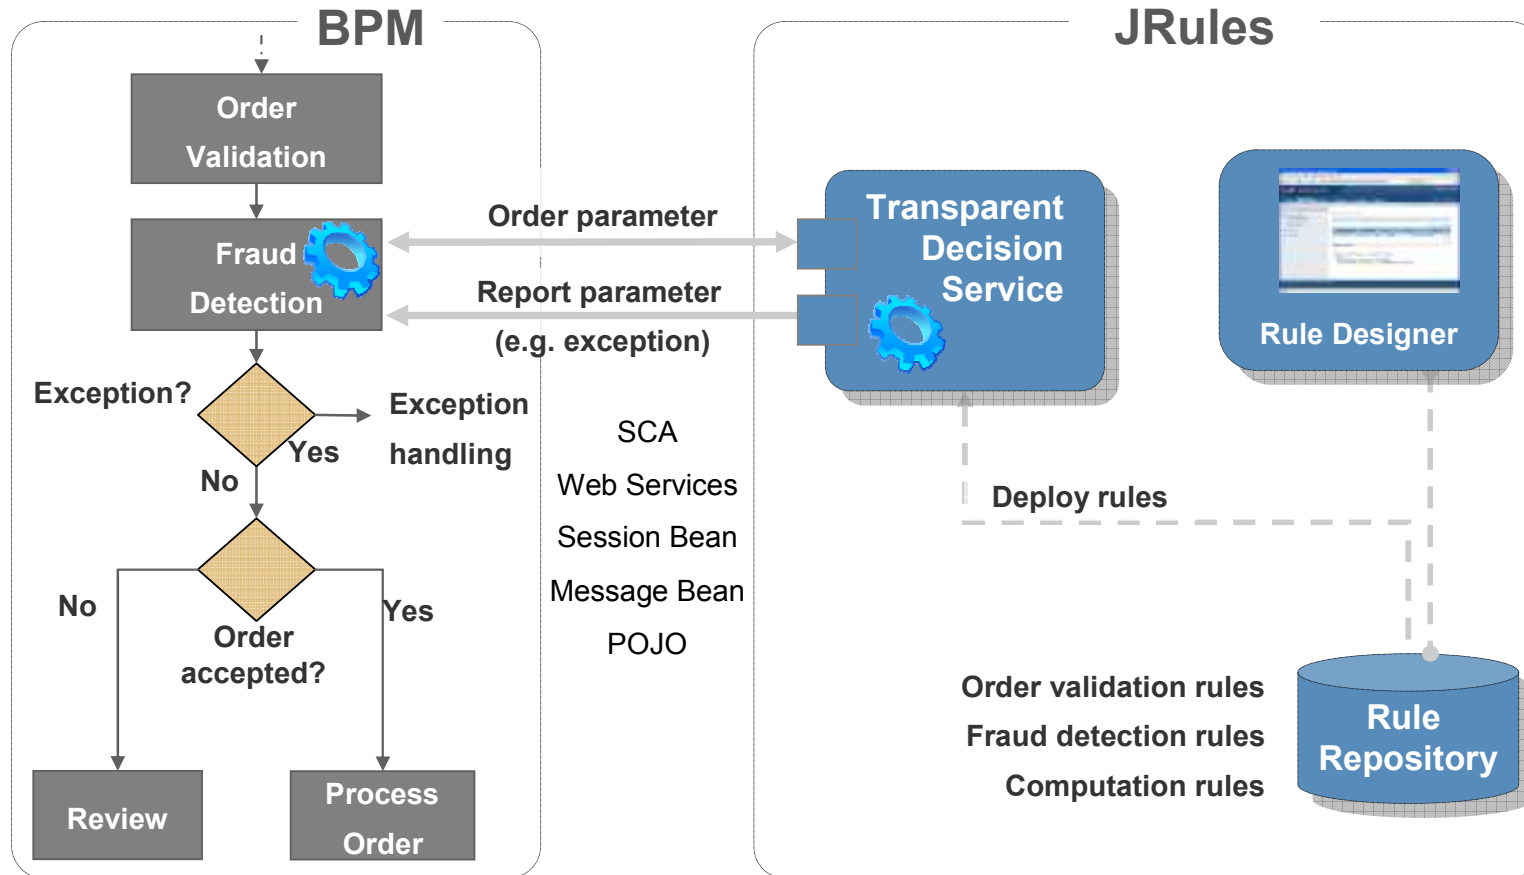 BPM
Order
Validation
Fraud
Detection
Exception?
Yes
Exception
handling
No
No
Yes
Order
accepted?
Review
Process
Order
Order parameter
Report parameter
(e.g. exception)
SCA
Web Services
Session Bean
Message Bean
POJO
JRules
Transparent
Decision
Service
Rule Designer
Deploy rules
Order validation rules
Fraud detection rules
Computation rules
Rule
Repository